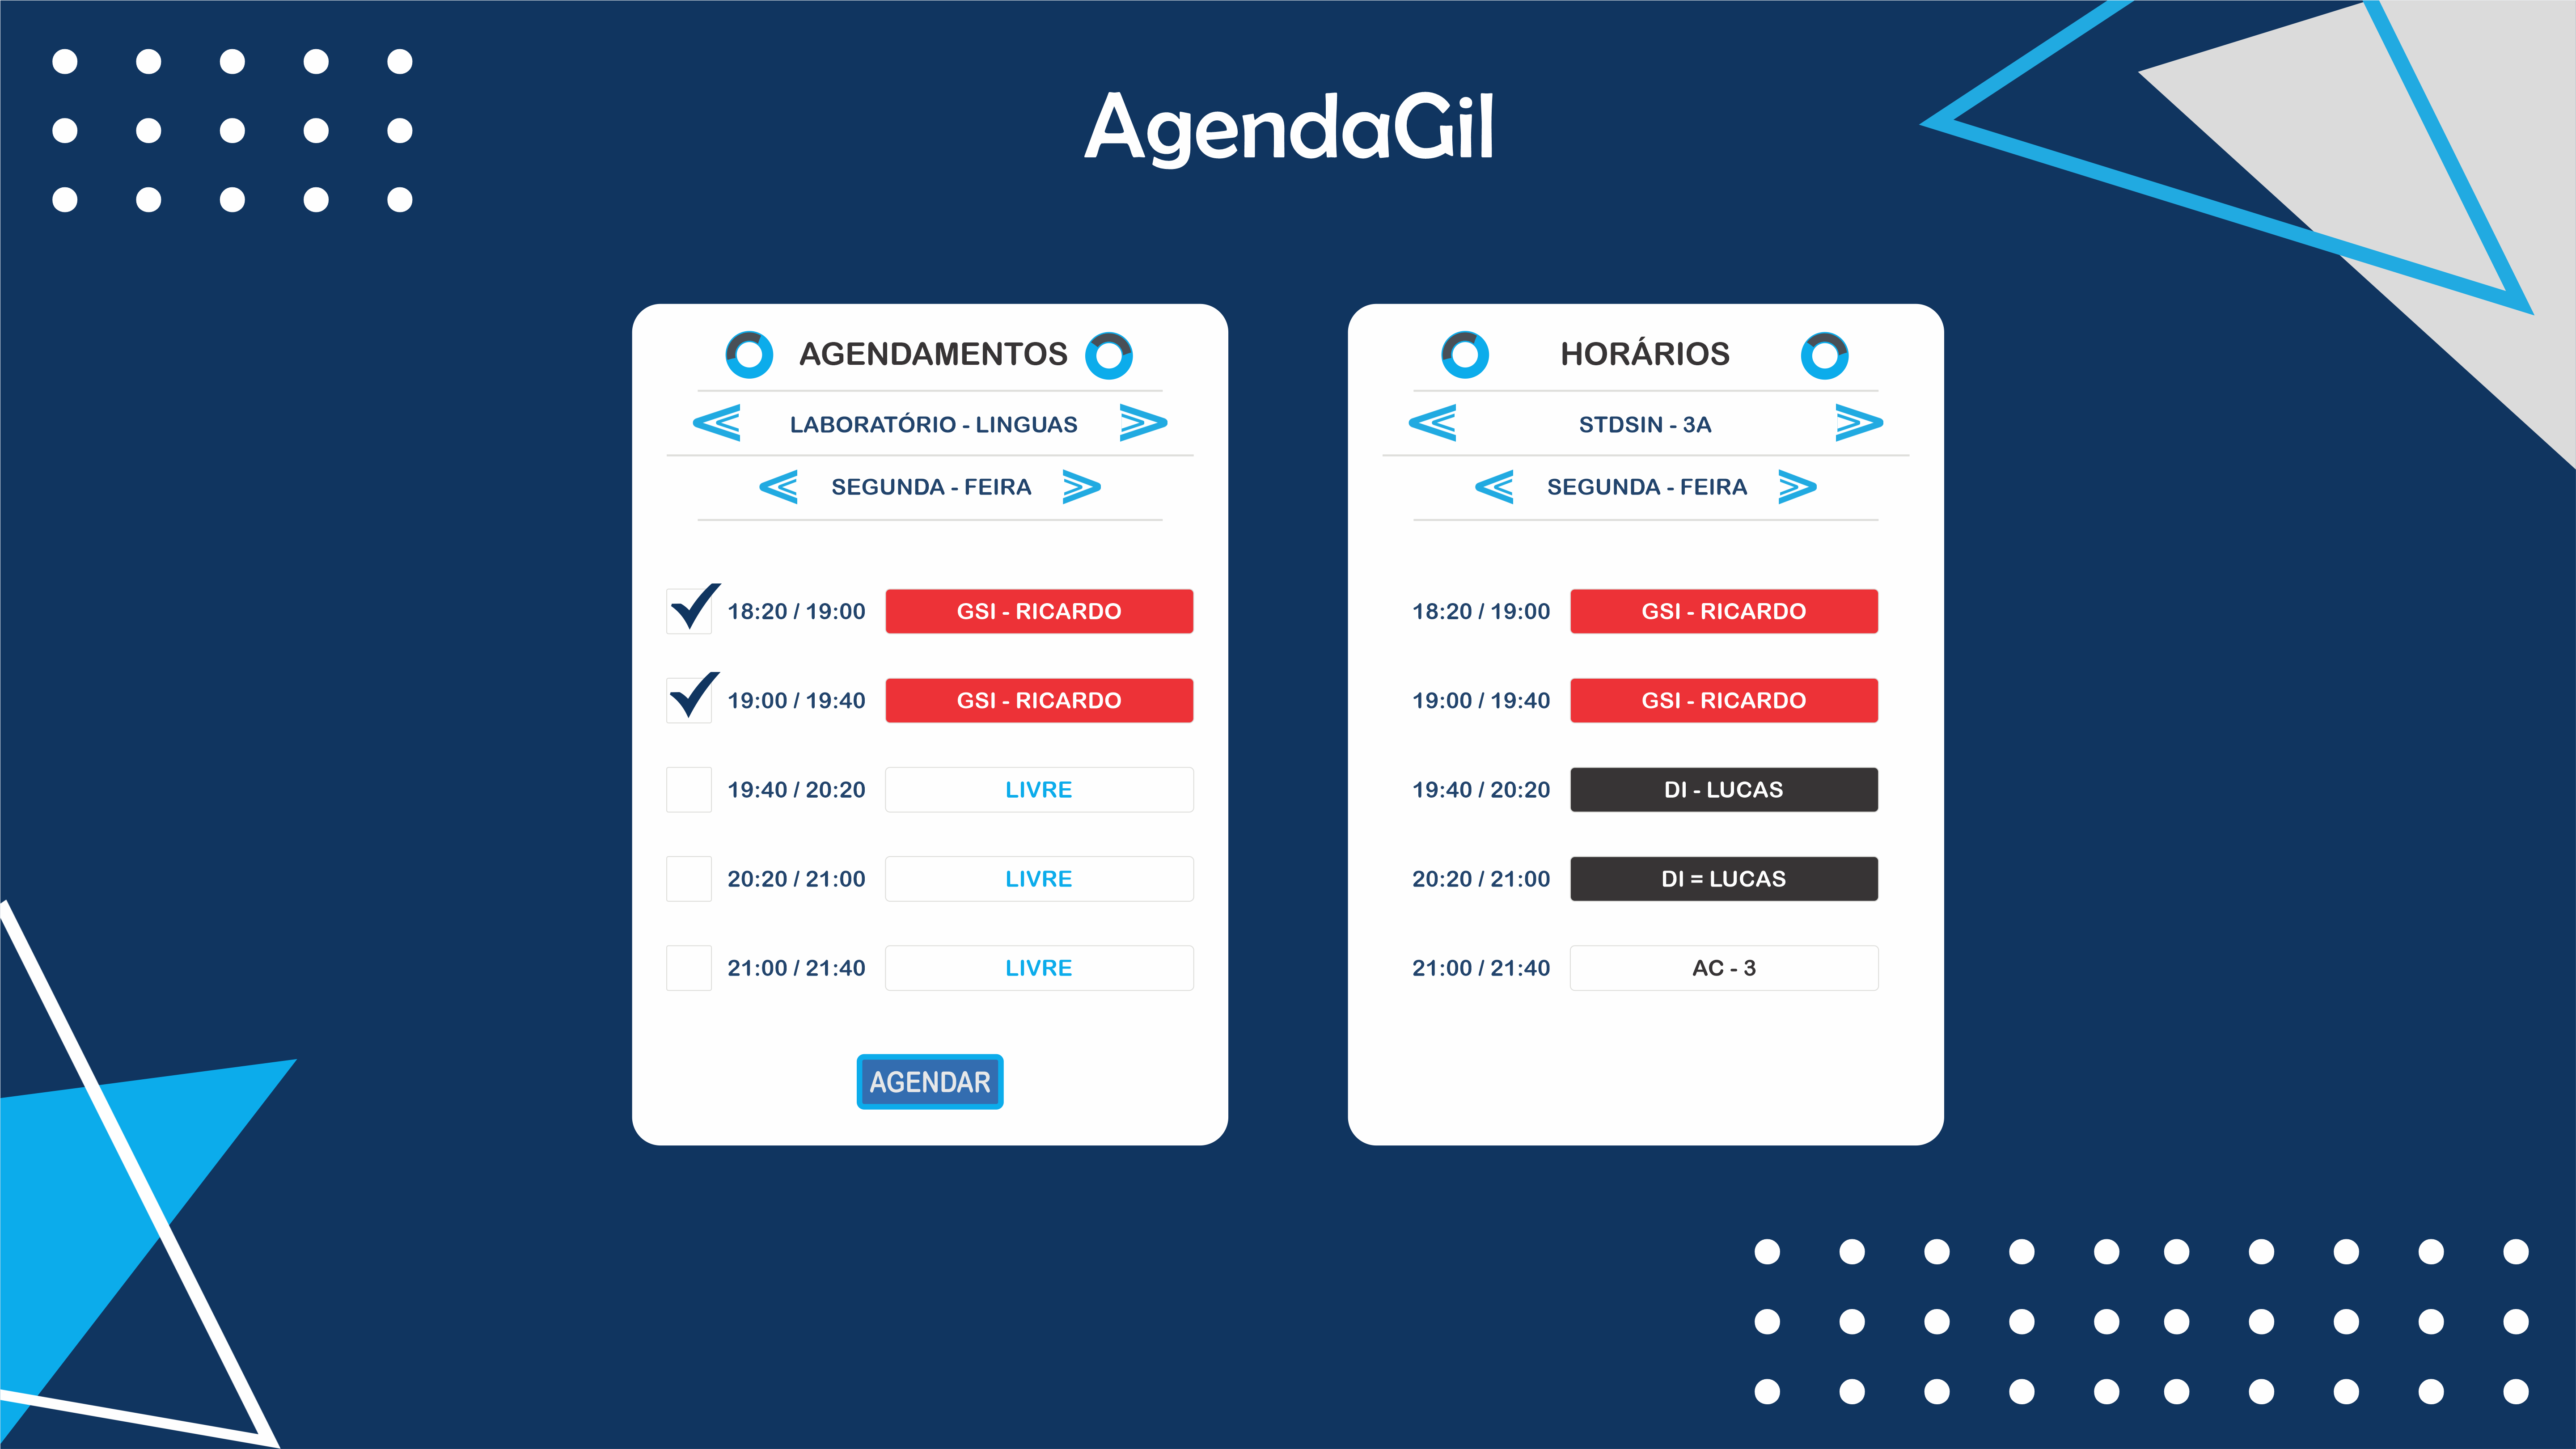 AgendaGil
AGENDAMENTOS
LABORATÓRIO - LINGUAS
SEGUNDA - FEIRA
18:20 / 19:00 GSI - RICARDO
19:00 / 19:40 GSI - RICARDO
19:40 / 20:20 LIVRE
20:20 / 21:00 LIVRE
21:00 / 21:40 LIVRE
AGENDAR
HORÁRIOS
STDSIN - 3A
SEGUNDA - FEIRA
18:20 / 19:00 GSI - RICARDO
19:00 / 19:40 GSI - RICARDO
19:40 / 20:20 DI - LUCAS
20:20 / 21:00 DI = LUCAS
21:00 / 21:40 AC - 3